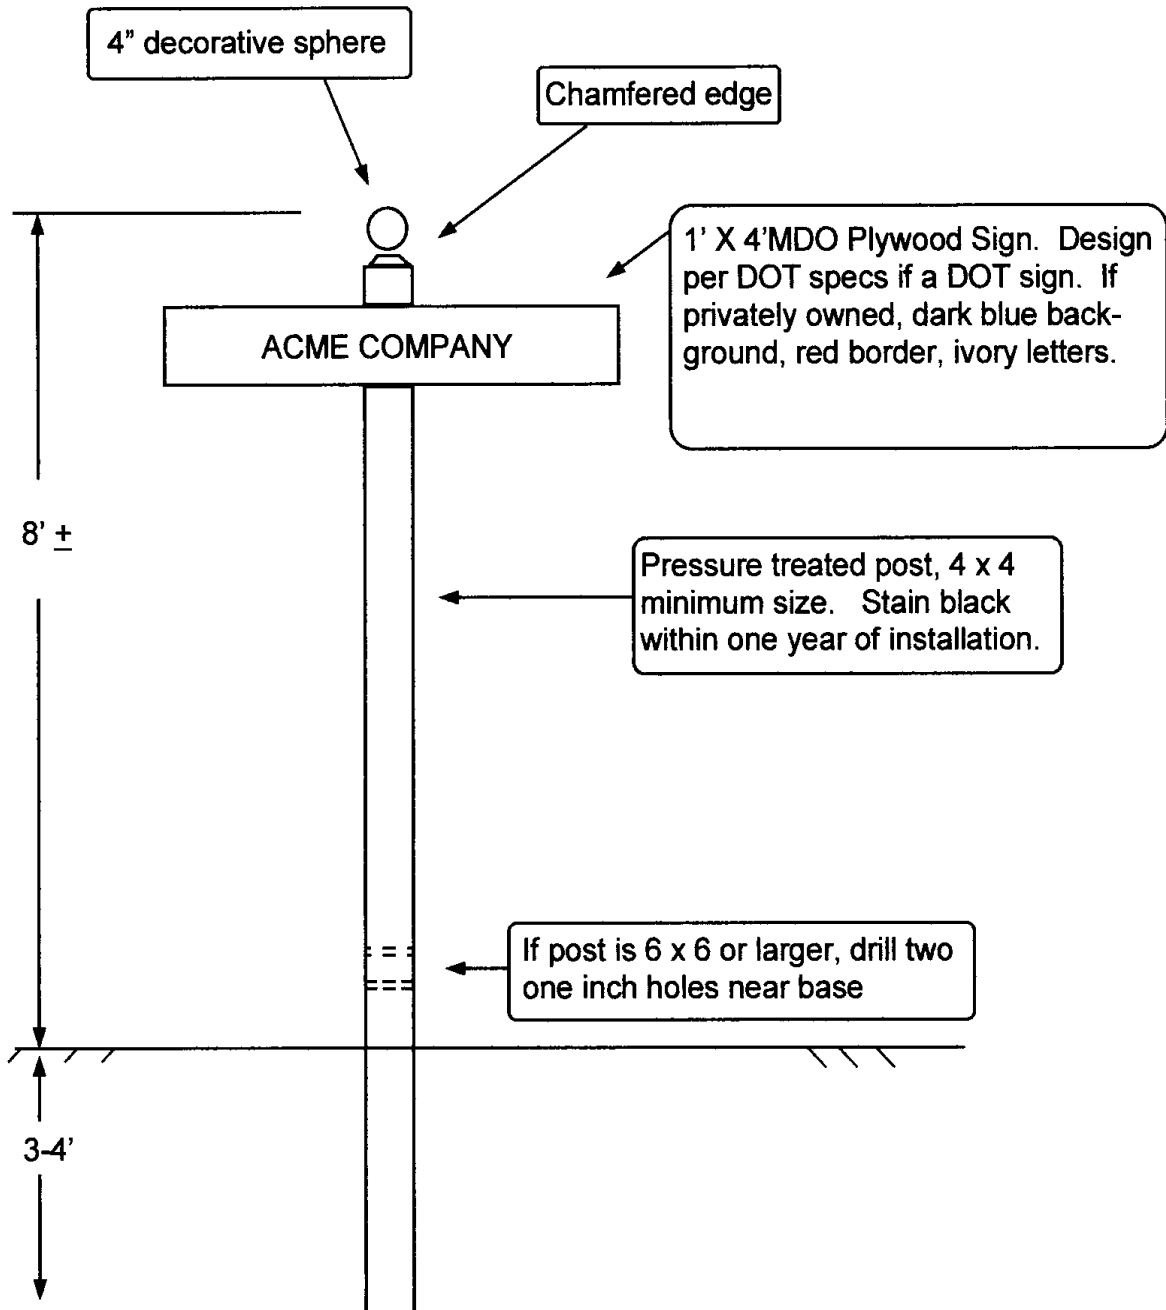 4” decorative sphere
Chamfered edge
1' X 4'MDO Plywood Sign.  Design
per DOT specs if a DOT sign.  If
privately owned, dark blue back-
ground, red border, ivory letters.
ACME COMPANY
8' ±
Pressure treated post, 4 x 4
minimum size.   Stain black
within one year of installation.
If post is 6 x 6 or larger, drill two
one inch holes near base
3-4'